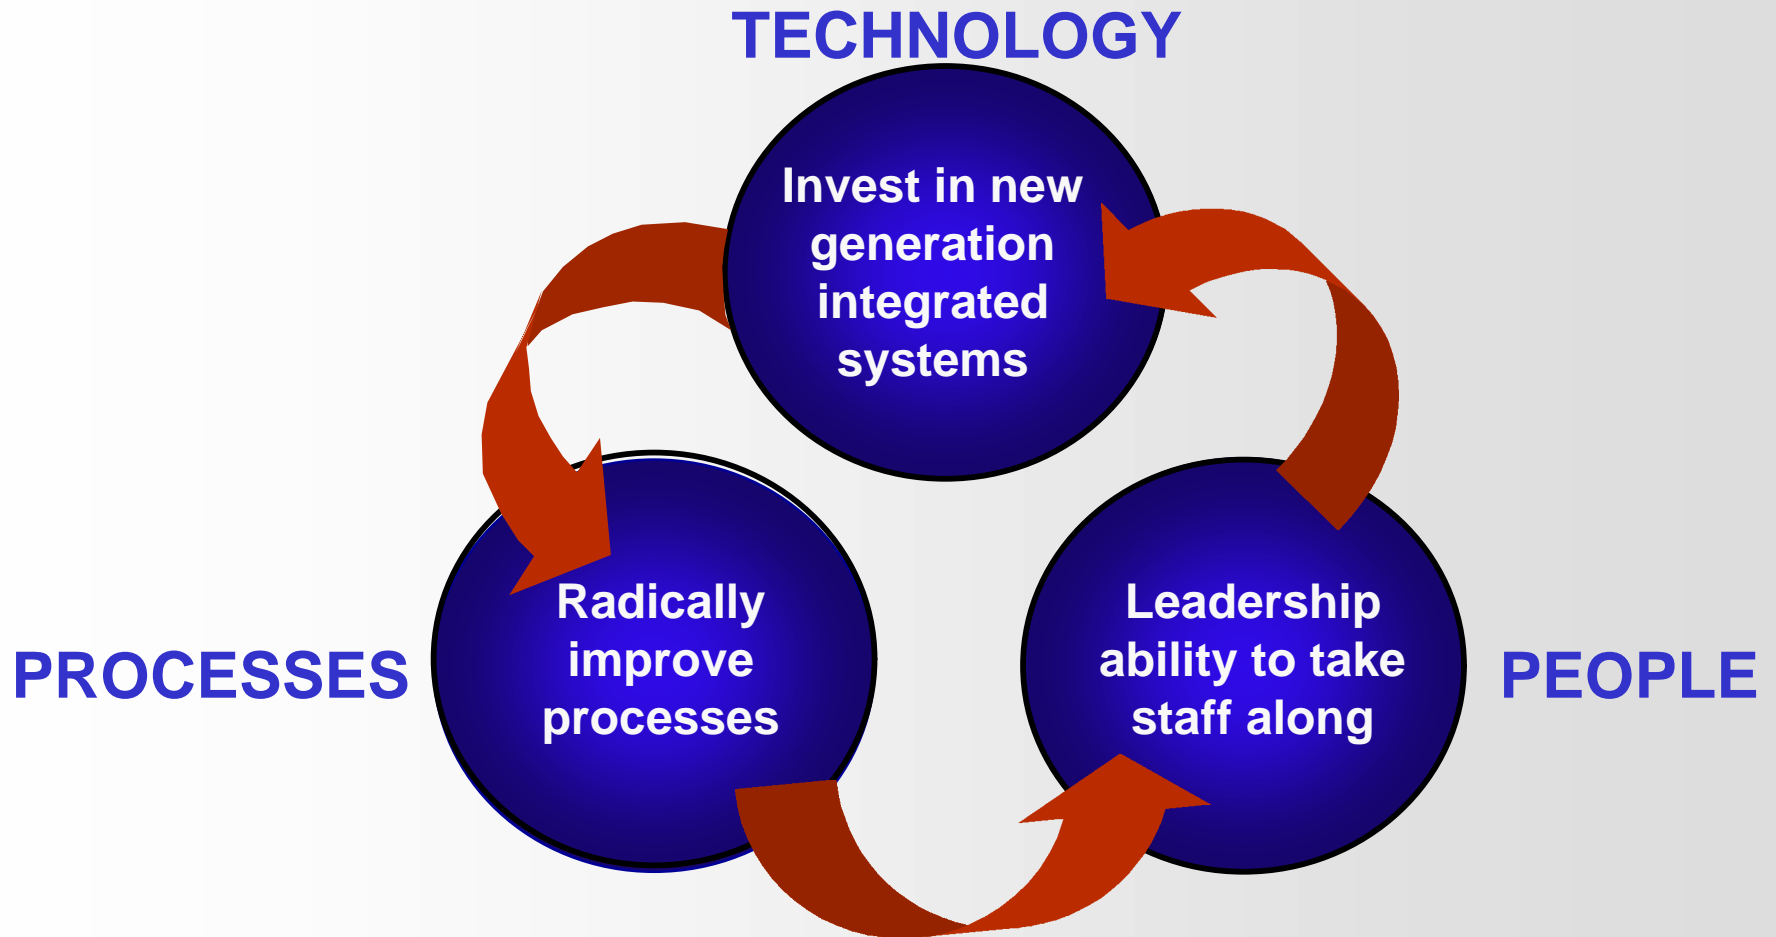 TECHNOLOGY
Invest in new
generation
integrated
systems
PROCESSES
Radically
improve
processes
Leadership
ability to take
staff along
PEOPLE